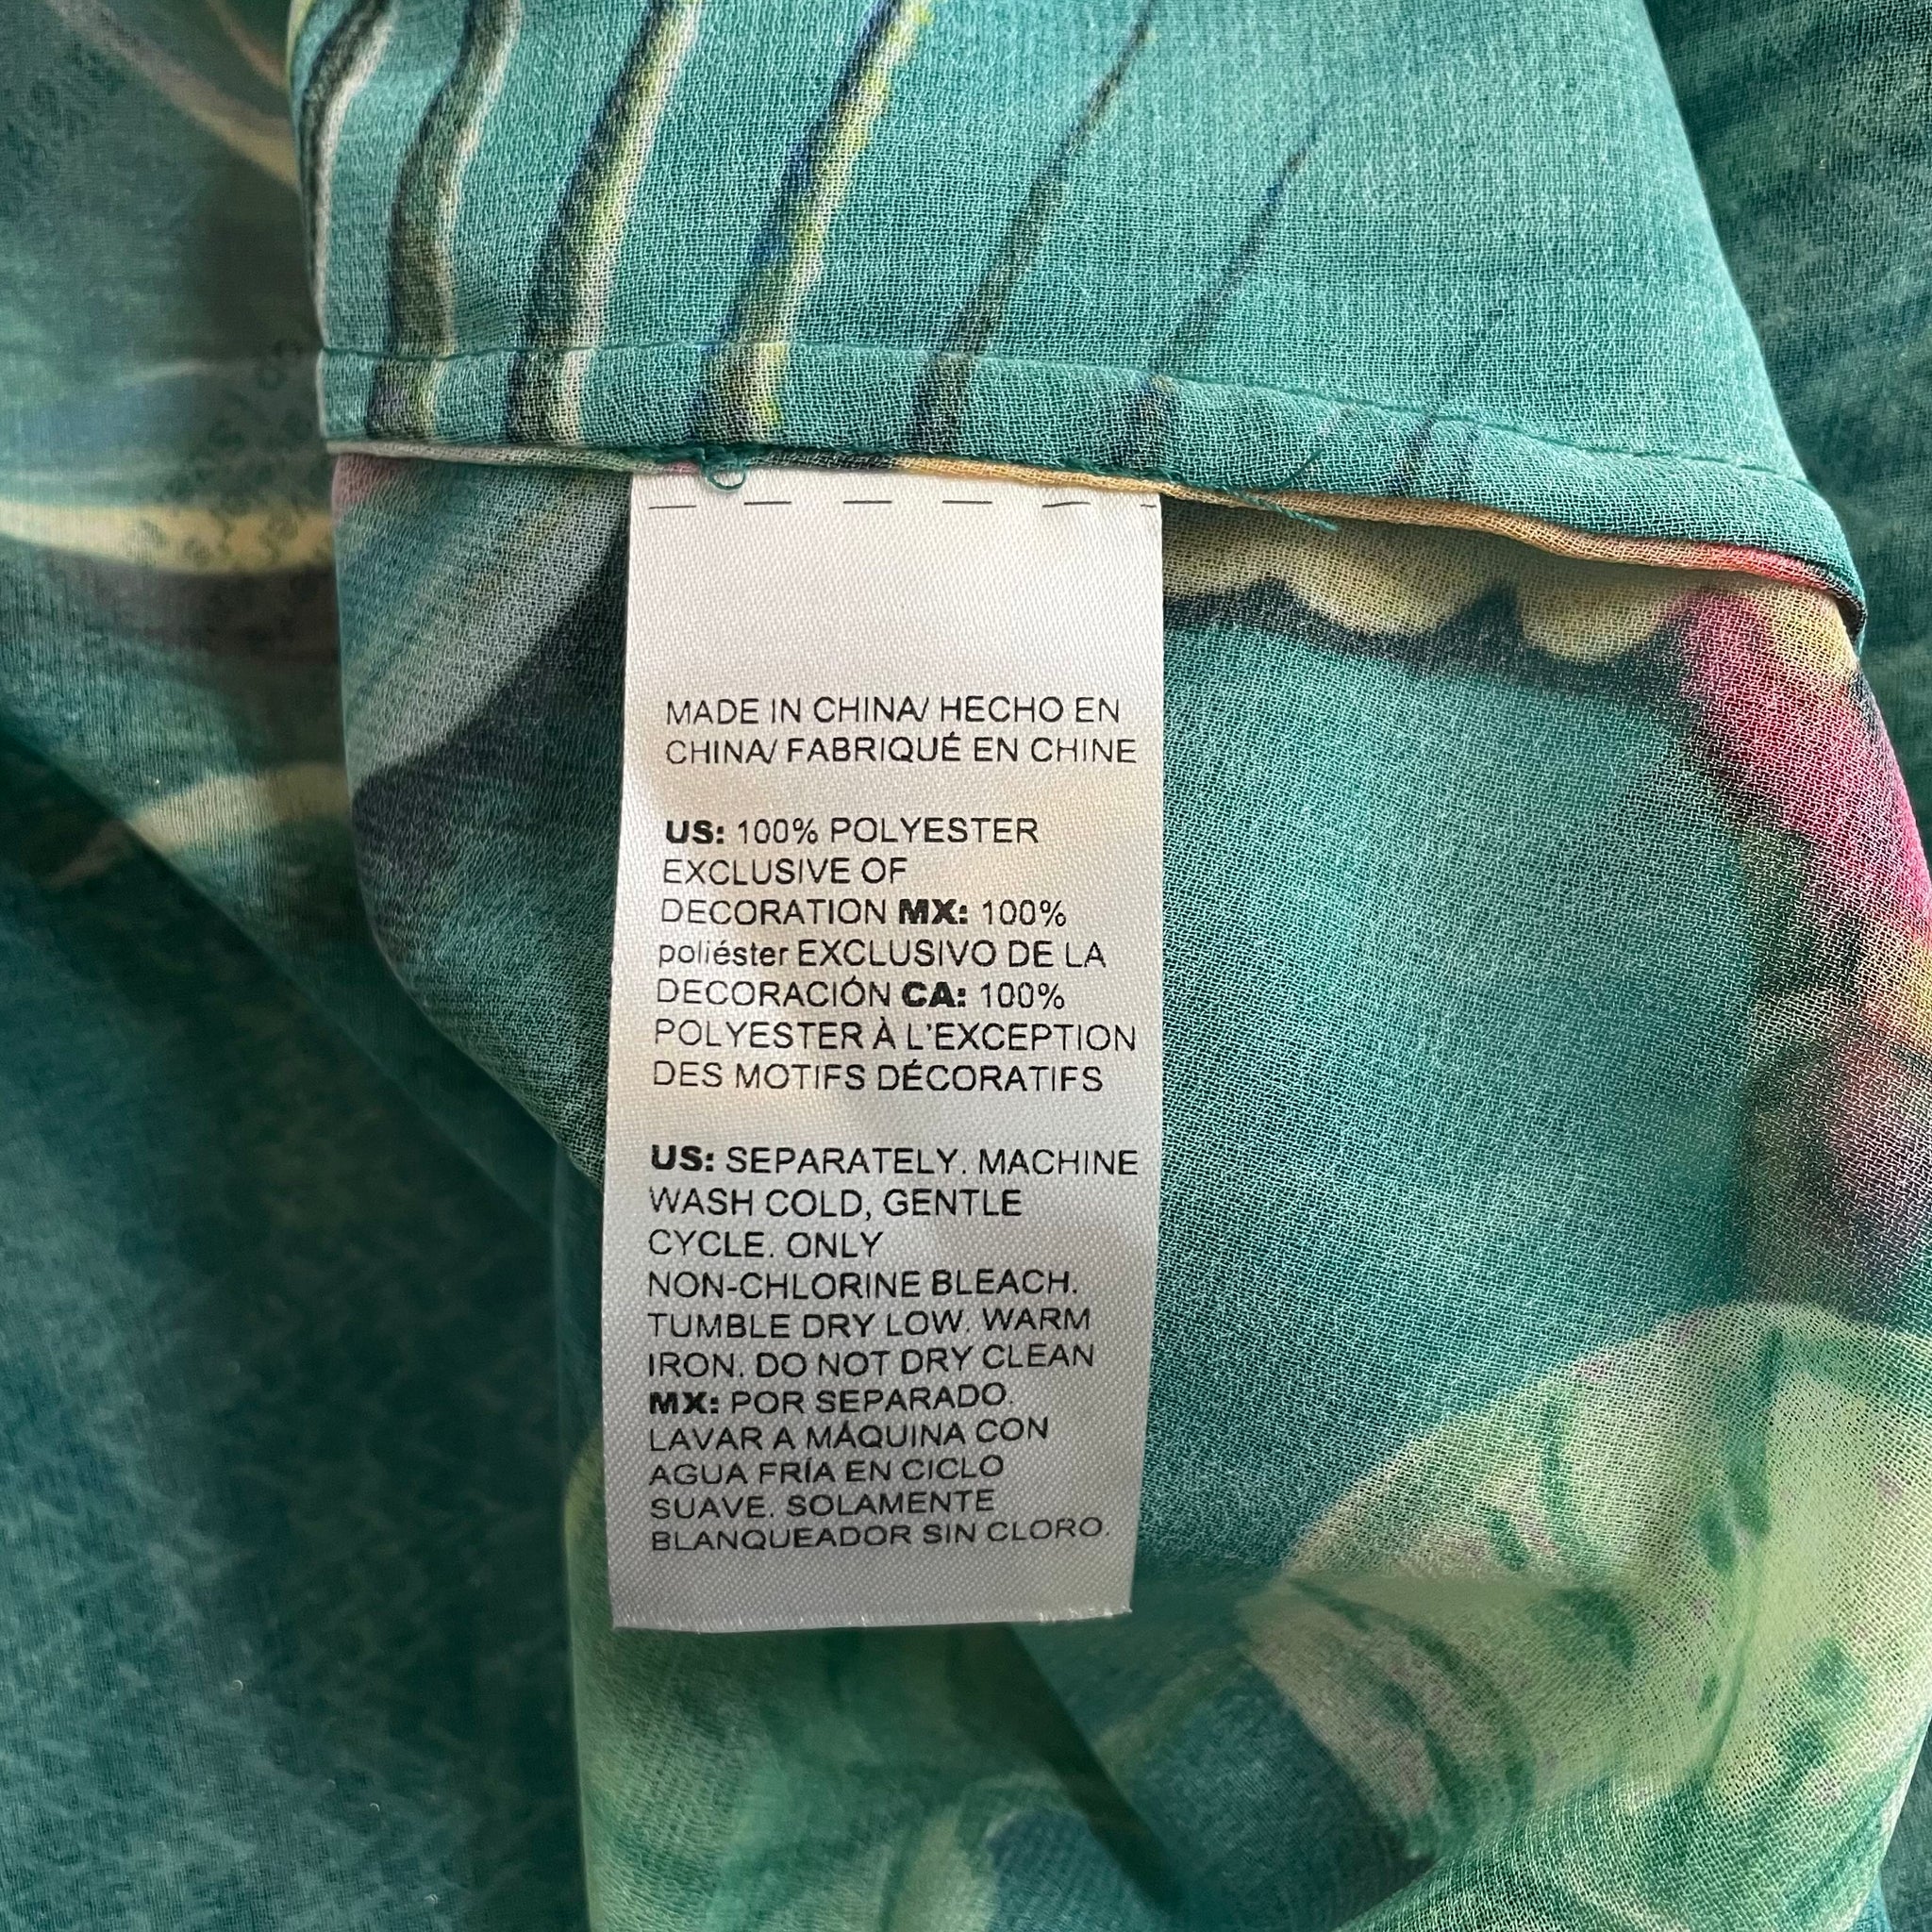 MADE IN CHINA/ HECHO EN
CHINA/ FABRIQUÉ EN CHINE
US: 100% POLYESTER
EXCLUSIVE OF
DECORATION MX: 100%
poliéster EXCLUSIVO DE LA
DECORACIÓN CA: 100%
POLYESTER À L'EXCEPTION
DES MOTIFS DÉCORATIFS
US: SEPARATELY. MACHINE
WASH COLD, GENTLE
CYCLE. ONLY
NON-CHLORINE BLEACH.
TUMBLE DRY LOW. WARM
IRON. DO NOT DRY CLEAN
MX: POR SEPARADO.
LAVAR A MÁQUINA CON
AGUA FRÍA EN CICLO
SUAVE. SOLAMENTE
BLANQUEADOR SIN CLORO.